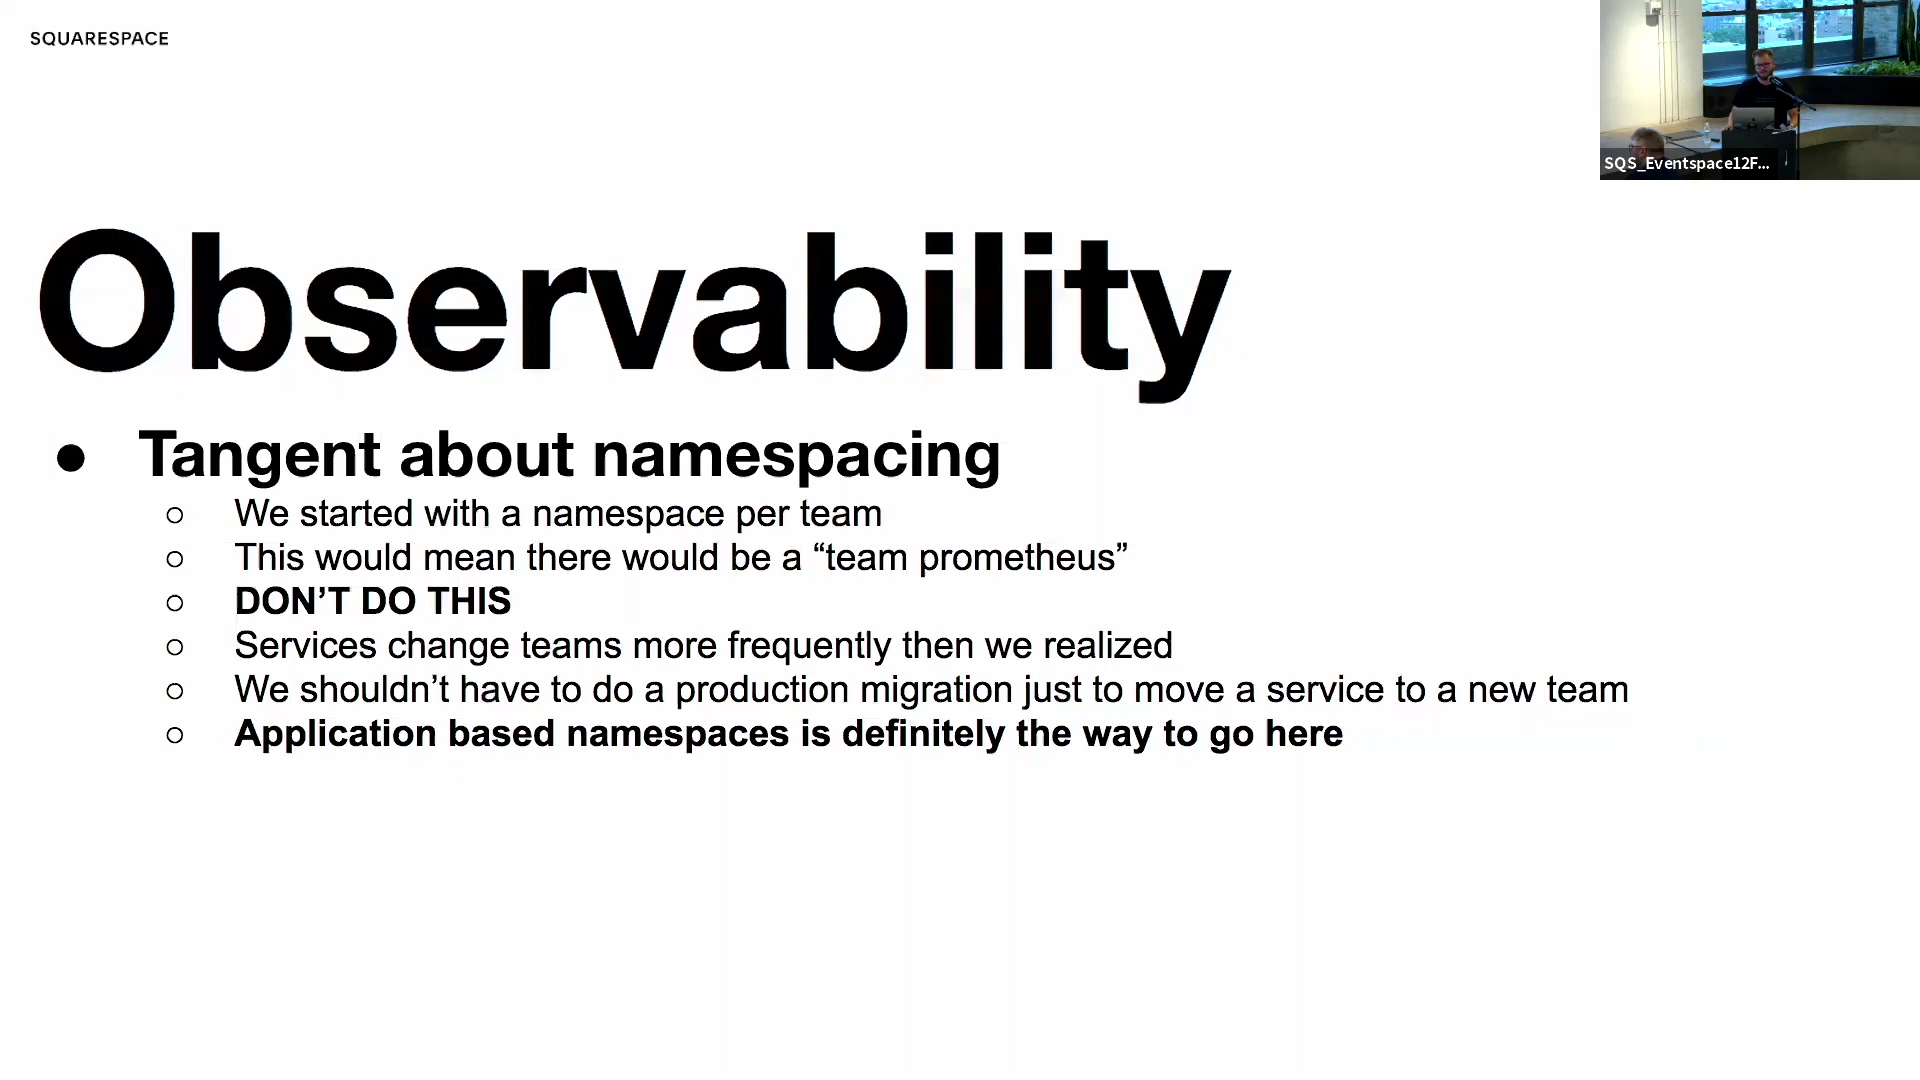 SQUARESPACE
SQS_Eventspace12F...
Observability
● Tangent about namespacing
○ We started with a namespace per team
○ This would mean there would be a “team prometheus”
○ DON’T DO THIS
○ Services change teams more frequently then we realized
○ We shouldn’t have to do a production migration just to move a service to a new team
○ Application based namespaces is definitely the way to go here